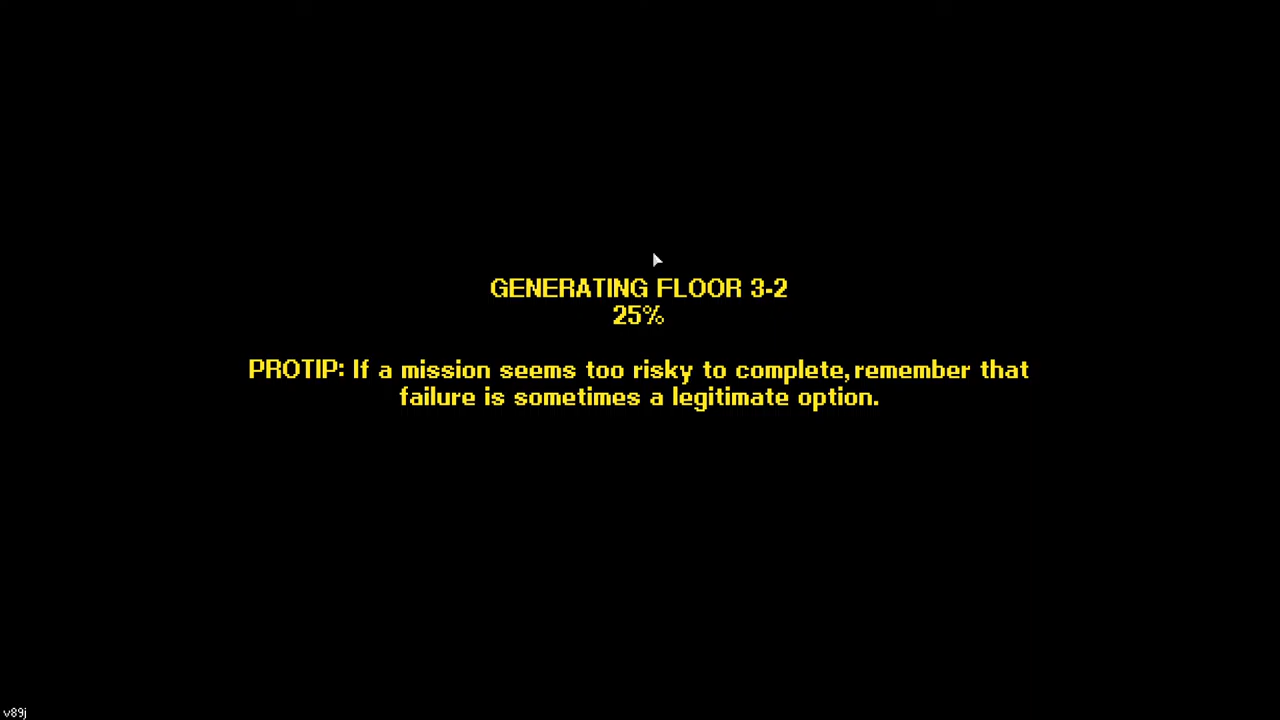 GENERATING FLOOR 3-2
25%
PROTIP: If a mission seems too risky to complete, remember that
failure is sometimes a legitimate option.
v89j